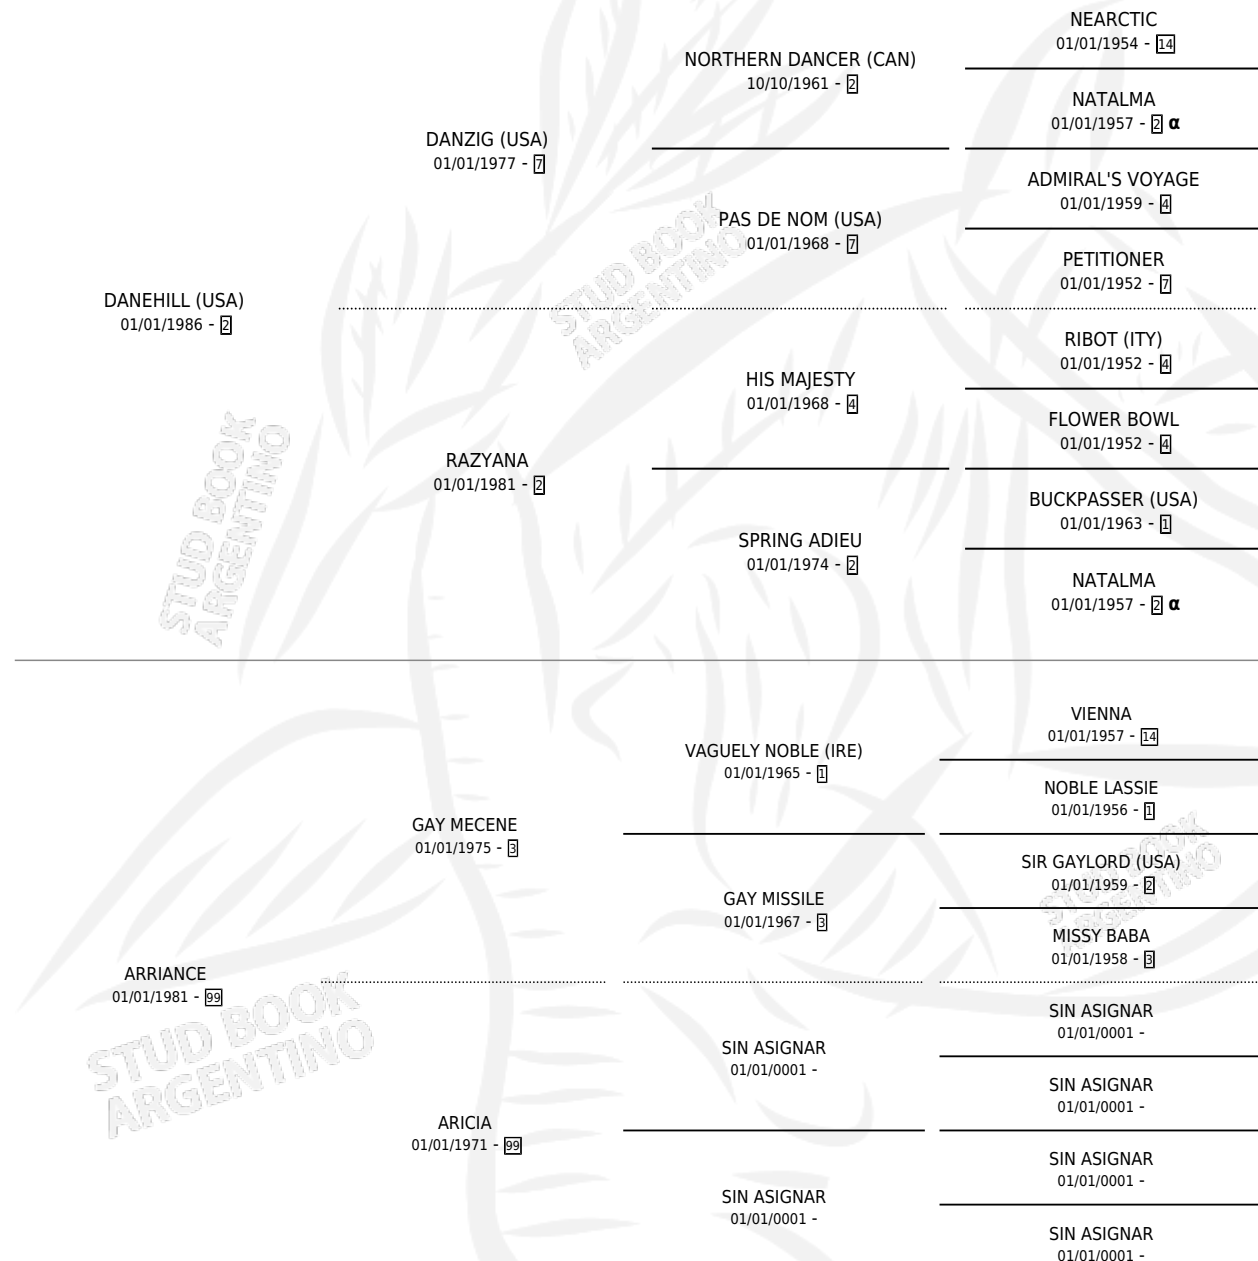 NEARCTIC
01/01/1954 - 14
NORTHERN DANCER (CAN)
10/10/1961 - 2
NATALMA
01/01/1957 - 2 α
DANZIG (USA)
01/01/1977 - 7
ADMIRAL'S VOYAGE
01/01/1959 - 4
PAS DE NOM (USA)
01/01/1968 - 7
PETITIONER
01/01/1952 - 7
DANEHILL (USA)
01/01/1986 - 2
STUD BOOK
ARGENTINO
RIBOT (ITY)
01/01/1952 - 4
HIS MAJESTY
01/01/1968 - 4
FLOWER BOWL
01/01/1952 - 4
RAZYANA
01/01/1981 - 2
BUCKPASSER (USA)
01/01/1963 - 1
SPRING ADIEU
01/01/1974 - 2
NATALMA
01/01/1957 - 2 α
STUD BOOK
ARGENTINO
VIENNA
01/01/1957 - 14
VAGUELY NOBLE (IRE)
01/01/1965 - 1
NOBLE LASSIE
01/01/1956 - 1
GAY MECENE
01/01/1975 - 3
SIR GAYLORD (USA)
01/01/1959 - 2
STUD BOOK
ARGENTINO
GAY MISSILE
01/01/1967 - 3
MISSY BABA
01/01/1958 - 3
ARRIANCE
01/01/1981 - 99
STUD BOOK
ARGENTINO
SIN ASIGNAR
01/01/0001 -
SIN ASIGNAR
01/01/0001 -
SIN ASIGNAR
01/01/0001 -
ARICIA
01/01/1971 - 99
SIN ASIGNAR
01/01/0001 -
SIN ASIGNAR
01/01/0001 -
SIN ASIGNAR
01/01/0001 -